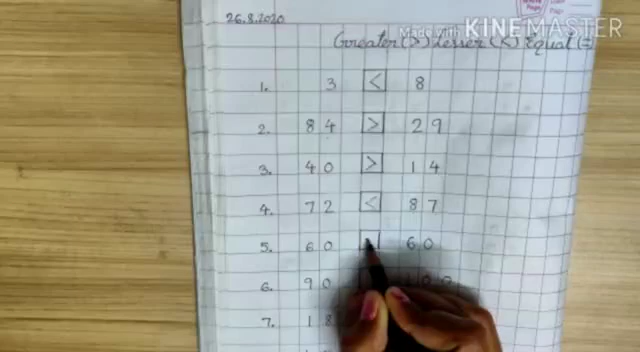 26.8.2020
Made with KINEMASTER
Greater (>) Lesser (<) Equal (=)
1. 3 < 8
2. 84 > 29
3. 40 > 14
4. 72 < 87
5. 60 60
6. 90 100
7. 18